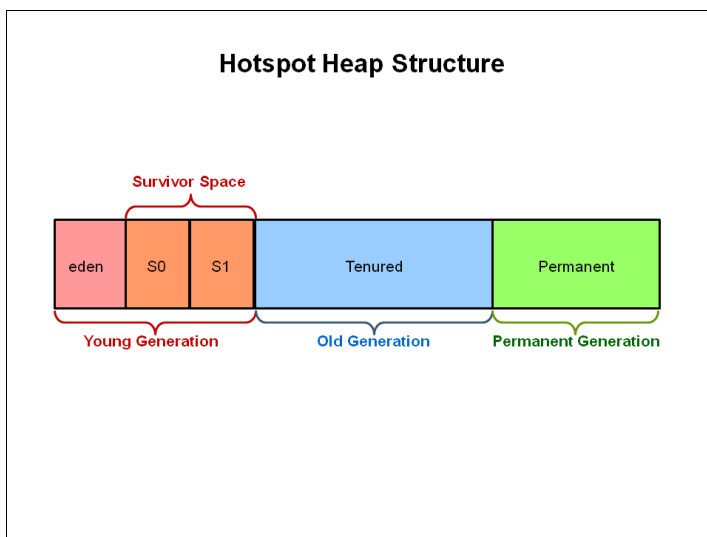 Hotspot Heap Structure
Survivor Space
eden S0 S1 Tenured Permanent
Young Generation Old Generation Permanent Generation